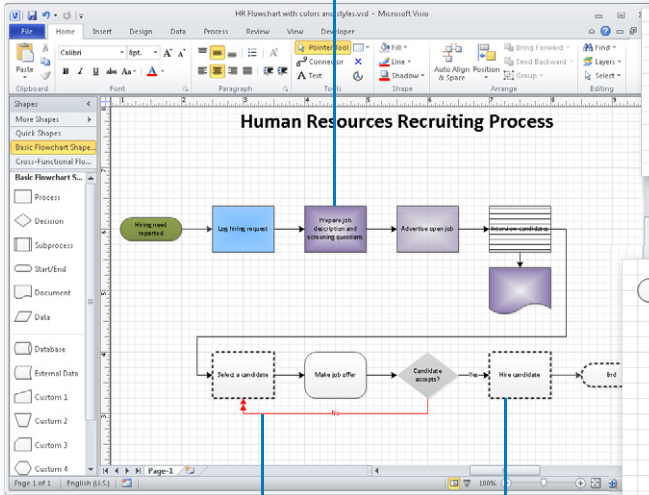 HR Flowchart with colors and styles.vsd - Microsoft Visio
File Home Insert Design Data Process Review View Developer
Calibri 8pt. A A
Pointer Tool
Fill
Bring Forward
Find
Paste
Connector
Line
Auto Align & Space
Position
Send Backward
Layers
B I U abc Aa A
A Text
Shadow
Group
Select
Clipboard Font Paragraph Tools Shape Arrange Editing
Shapes
More Shapes
Quick Shapes
Basic Flowchart Shape...
Cross-Functional Flo...
Basic Flowchart S...
Process
Decision
Subprocess
Start/End
Document
Data
Database
External Data
Custom 1
Custom 2
Custom 3
Custom 4
Human Resources Recruiting Process
Hiring need
reported
Log hiring request
Prepare job
description and
screening questions
Advertise open job
Interview candidates
Select a candidate
Make job offer
Candidate
accepts?
Yes
Hire candidate
End
No
Page-1
Page 1 of 1 English (U.S.) 100%